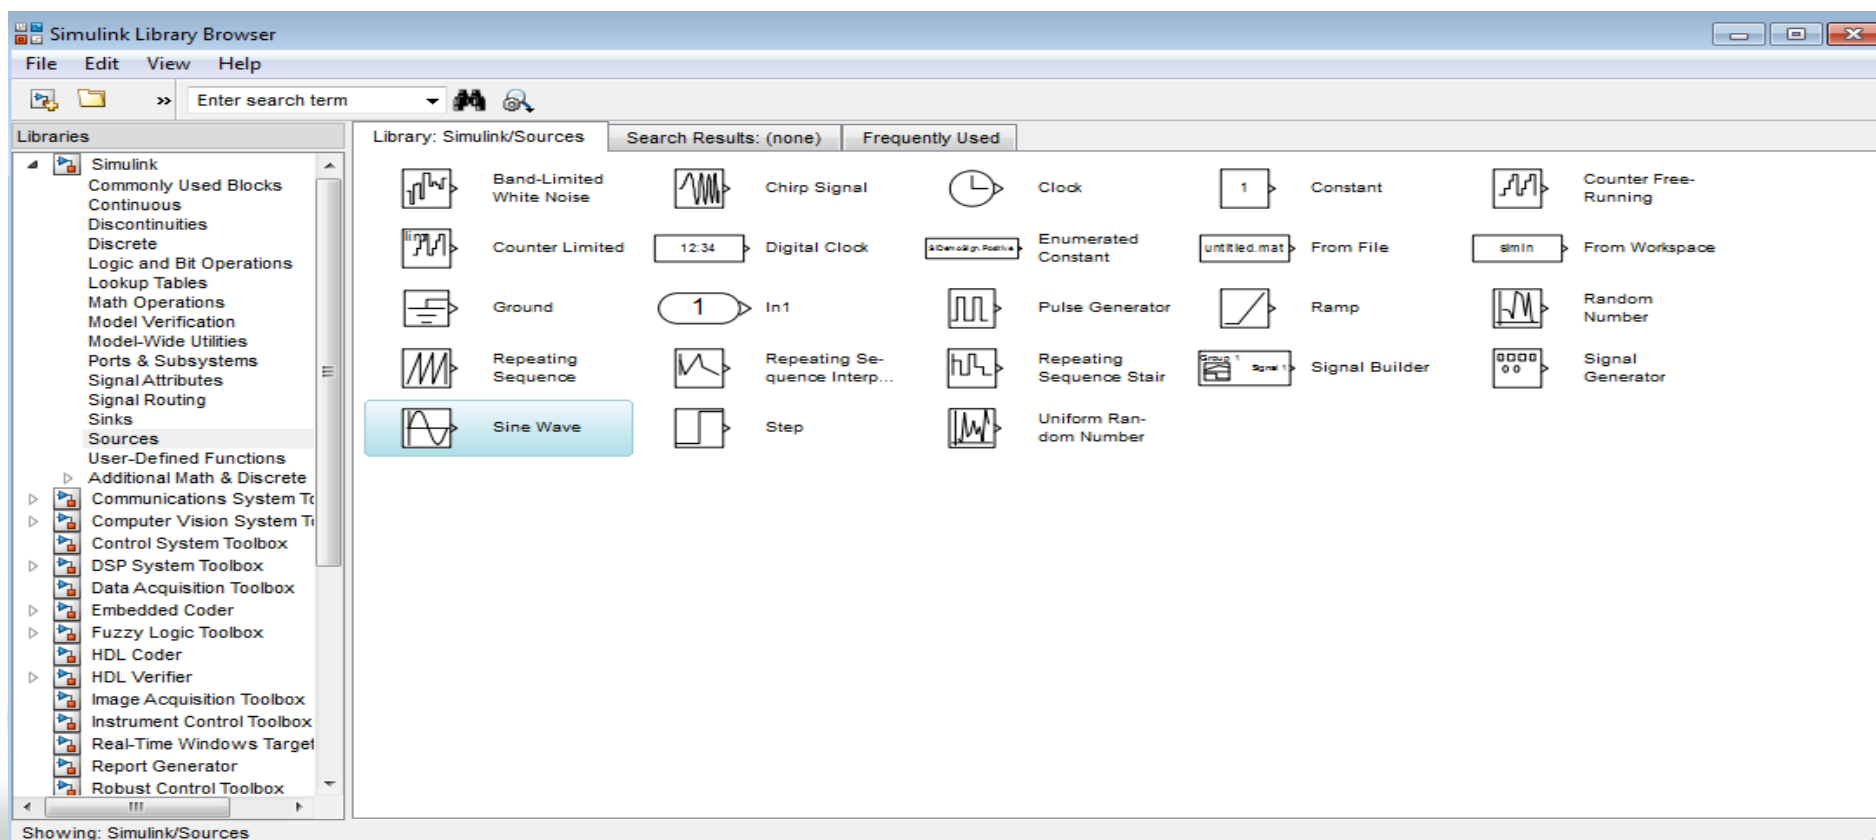 Simulink Library Browser
File Edit View Help
» Enter search term
Libraries
Library: Simulink/Sources Search Results: (none) Frequently Used
Simulink
Commonly Used Blocks
Continuous
Discontinuities
Discrete
Logic and Bit Operations
Lookup Tables
Math Operations
Model Verification
Model-Wide Utilities
Ports & Subsystems
Signal Attributes
Signal Routing
Sinks
Sources
User-Defined Functions
Additional Math & Discrete
Communications System To
Computer Vision System To
Control System Toolbox
DSP System Toolbox
Data Acquisition Toolbox
Embedded Coder
Fuzzy Logic Toolbox
HDL Coder
HDL Verifier
Image Acquisition Toolbox
Instrument Control Toolbox
Real-Time Windows Target
Report Generator
Robust Control Toolbox
Band-Limited
White Noise
Chirp Signal
Clock
1 Constant
Counter Free-
Running
Counter Limited
12:34 Digital Clock
Enumerated
Constant
untitled.mat From File
simin From Workspace
Ground
1 In1
Pulse Generator
Ramp
Random
Number
Repeating
Sequence
Repeating Se-
quence Interp...
Repeating
Sequence Stair
Group 1
Signal 1
Signal Builder
Signal
Generator
Sine Wave
Step
Uniform Ran-
dom Number
Showing: Simulink/Sources